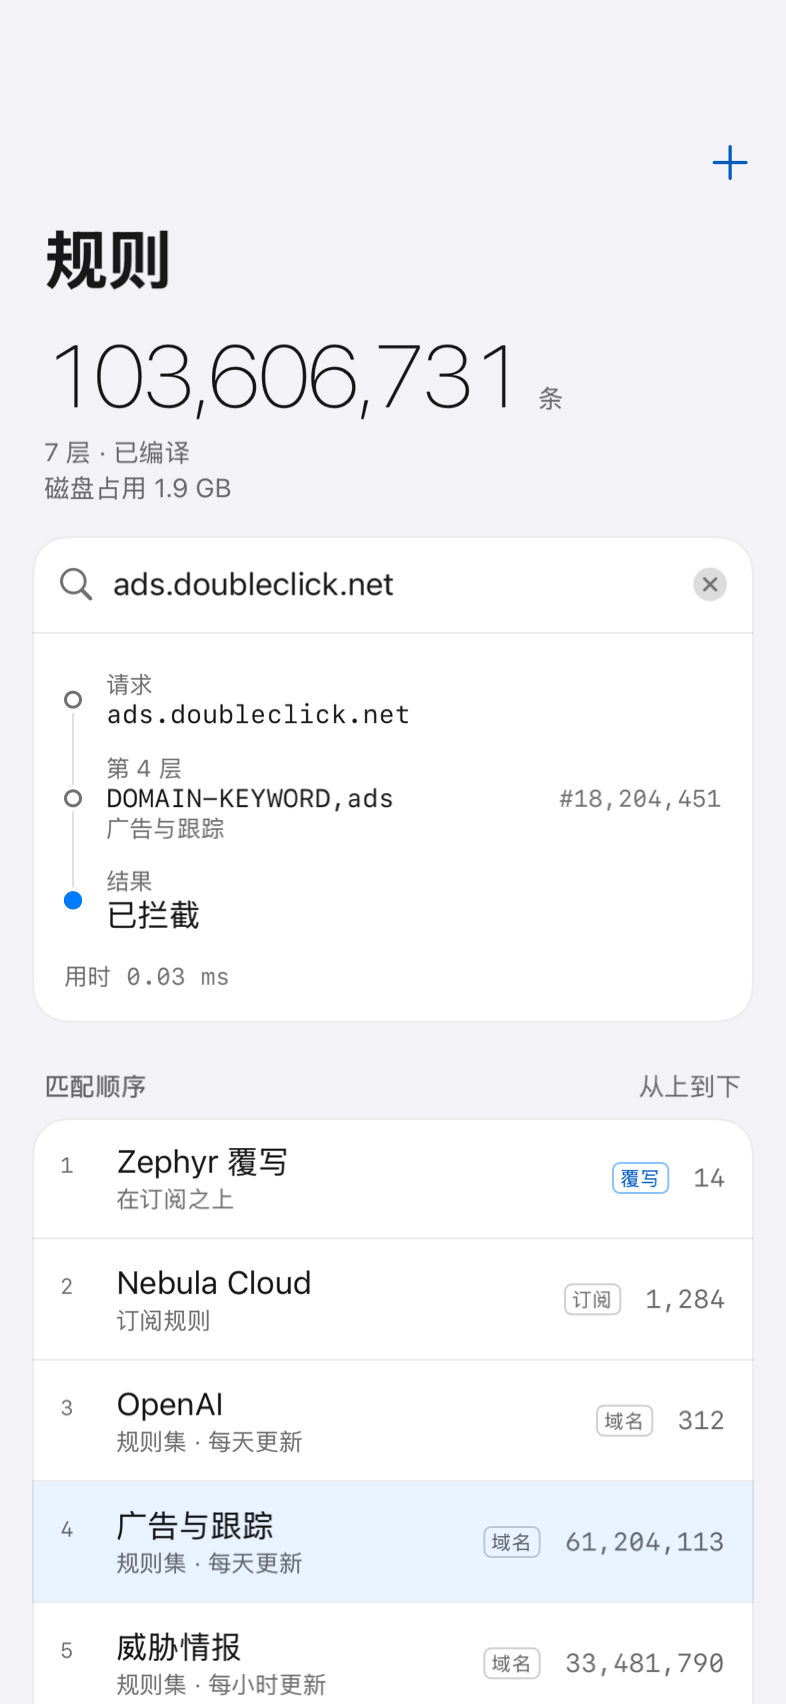 规则
103,606,731 条
7 层 · 已编译
磁盘占用 1.9 GB
ads.doubleclick.net
请求
ads.doubleclick.net
第 4 层
DOMAIN-KEYWORD,ads #18,204,451
广告与跟踪
结果
已拦截
用时 0.03 ms
匹配顺序 从上到下
1 Zephyr 覆写 覆写 14
在订阅之上
2 Nebula Cloud 订阅 1,284
订阅规则
3 OpenAI 域名 312
规则集 · 每天更新
4 广告与跟踪 域名 61,204,113
规则集 · 每天更新
5 威胁情报 域名 33,481,790
规则集 · 每小时更新